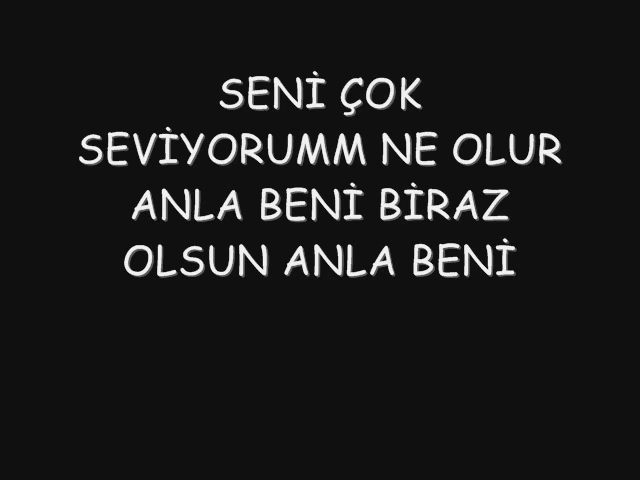 SENİ ÇOK
SEVİYORUMM NE OLUR
ANLA BENİ BİRAZ
OLSUN ANLA BENİ